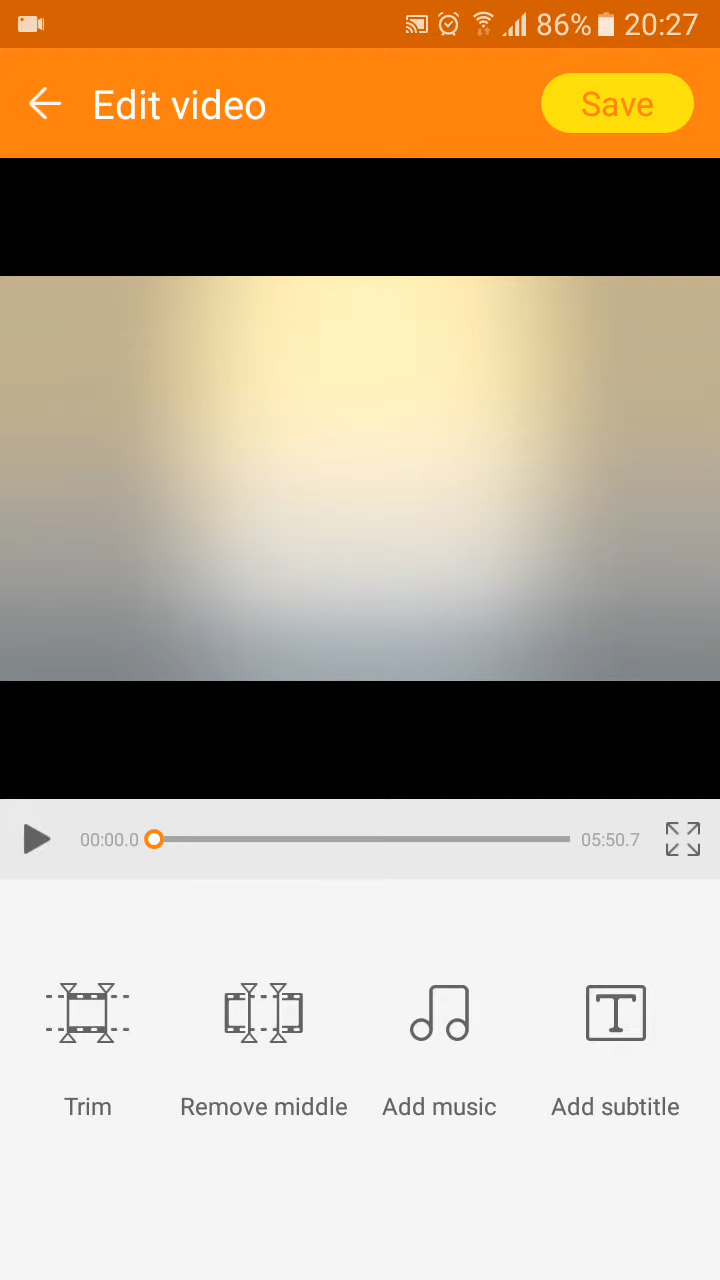 86% 20:27
Edit video
Save
00:00.0
05:50.7
Trim
Remove middle
Add music
Add subtitle